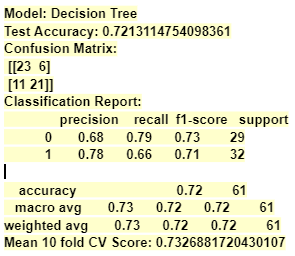 Model: Decision Tree
Test Accuracy: 0.7213114754098361
Confusion Matrix:
[[23 6]
[11 21]]
Classification Report:
precision recall f1-score support
0 0.68 0.79 0.73 29
1 0.78 0.66 0.71 32
accuracy 0.72 61
macro avg 0.73 0.72 0.72 61
weighted avg 0.73 0.72 0.72 61
Mean 10 fold CV Score: 0.7326881720430107